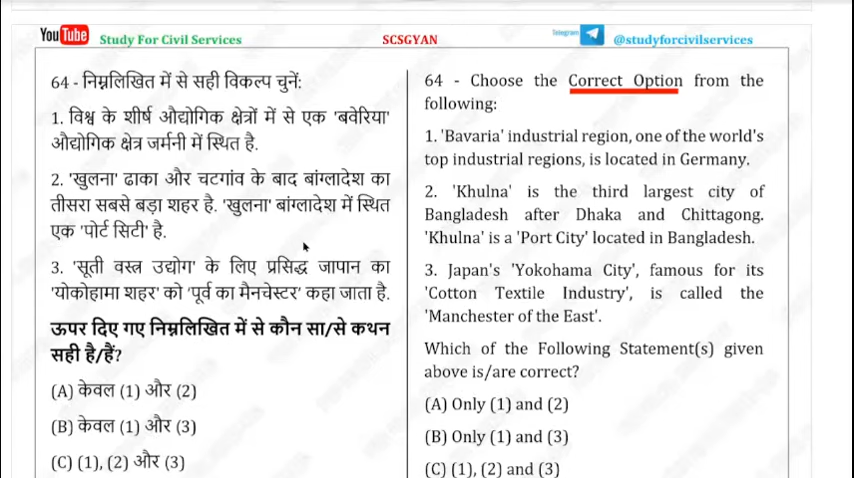 YouTube Study For Civil Services
SCSGYAN
Telegram @studyforcivilservices
64 - निम्नलिखित में से सही विकल्प चुनें:
1. विश्व के शीर्ष औद्योगिक क्षेत्रों में से एक 'बवेरिया'
औद्योगिक क्षेत्र जर्मनी में स्थित है.
2. 'खुलना' ढाका और चटगांव के बाद बांग्लादेश का
तीसरा सबसे बड़ा शहर है. 'खुलना' बांग्लादेश में स्थित
एक 'पोर्ट सिटी' है.
3. 'सूती वस्त्र उद्योग' के लिए प्रसिद्ध जापान का
'योकोहामा शहर' को 'पूर्व का मैनचेस्टर' कहा जाता है.
ऊपर दिए गए निम्नलिखित में से कौन सा/से कथन
सही है/हैं?
(A) केवल (1) और (2)
(B) केवल (1) और (3)
(C) (1), (2) और (3)
64 - Choose the Correct Option from the
following:
1. 'Bavaria' industrial region, one of the world's
top industrial regions, is located in Germany.
2. 'Khulna' is the third largest city of
Bangladesh after Dhaka and Chittagong.
'Khulna' is a 'Port City' located in Bangladesh.
3. Japan's 'Yokohama City', famous for its
'Cotton Textile Industry', is called the
'Manchester of the East'.
Which of the Following Statement(s) given
above is/are correct?
(A) Only (1) and (2)
(B) Only (1) and (3)
(C) (1), (2) and (3)